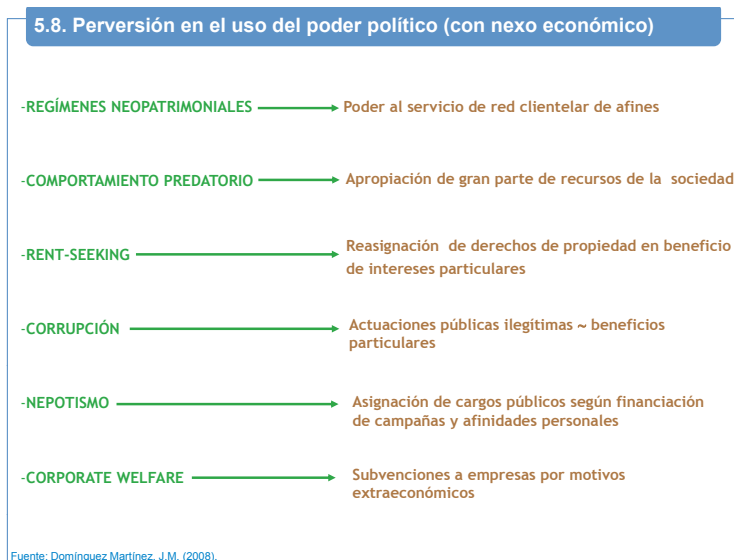 5.8. Perversión en el uso del poder político (con nexo económico)
-REGÍMENES NEOPATRIMONIALES
Poder al servicio de red clientelar de afines
-COMPORTAMIENTO PREDATORIO
Apropiación de gran parte de recursos de la sociedad
-RENT-SEEKING
Reasignación de derechos de propiedad en beneficio
de intereses particulares
-CORRUPCIÓN
Actuaciones públicas ilegítimas ~ beneficios
particulares
-NEPOTISMO
Asignación de cargos públicos según financiación
de campañas y afinidades personales
-CORPORATE WELFARE
Subvenciones a empresas por motivos
extraeconómicos
Fuente: Domínguez Martínez, J.M. (2008).